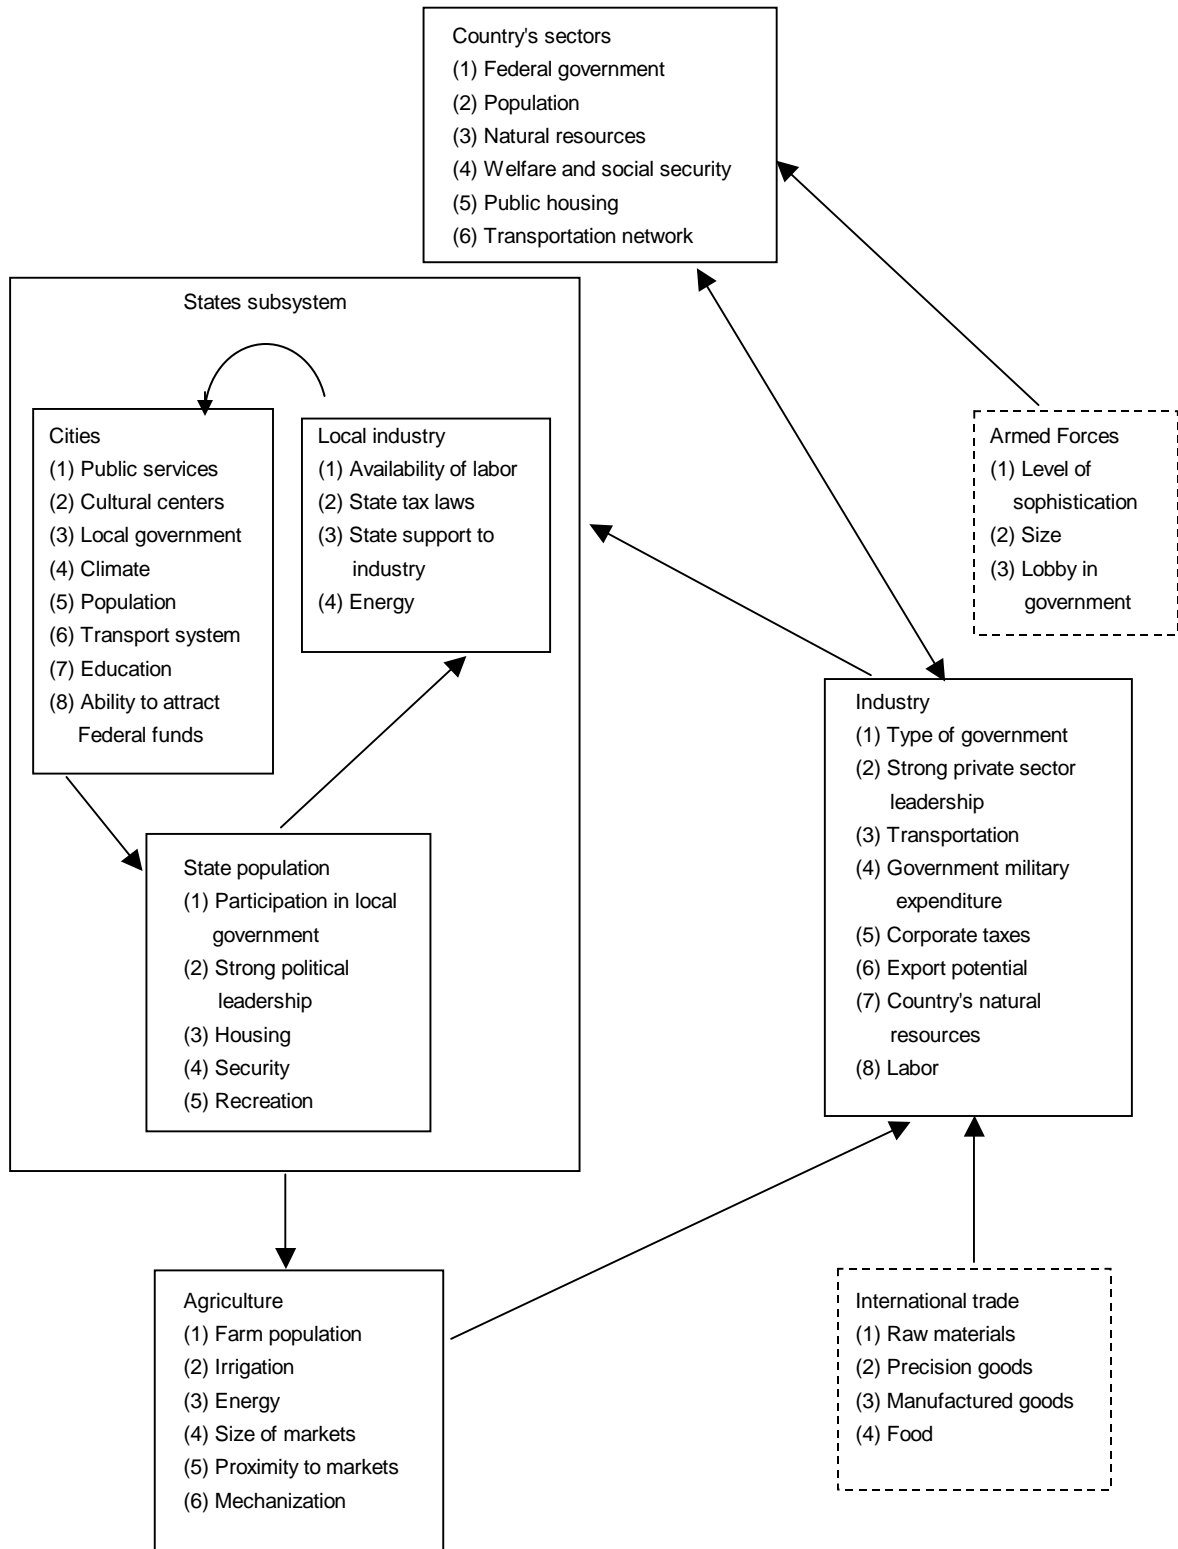 Country's sectors
(1) Federal government
(2) Population
(3) Natural resources
(4) Welfare and social security
(5) Public housing
(6) Transportation network
States subsystem
Cities
(1) Public services
(2) Cultural centers
(3) Local government
(4) Climate
(5) Population
(6) Transport system
(7) Education
(8) Ability to attract
Federal funds
Local industry
(1) Availability of labor
(2) State tax laws
(3) State support to
industry
(4) Energy
Armed Forces
(1) Level of
sophistication
(2) Size
(3) Lobby in
government
State population
(1) Participation in local
government
(2) Strong political
leadership
(3) Housing
(4) Security
(5) Recreation
Industry
(1) Type of government
(2) Strong private sector
leadership
(3) Transportation
(4) Government military
expenditure
(5) Corporate taxes
(6) Export potential
(7) Country's natural
resources
(8) Labor
Agriculture
(1) Farm population
(2) Irrigation
(3) Energy
(4) Size of markets
(5) Proximity to markets
(6) Mechanization
International trade
(1) Raw materials
(2) Precision goods
(3) Manufactured goods
(4) Food